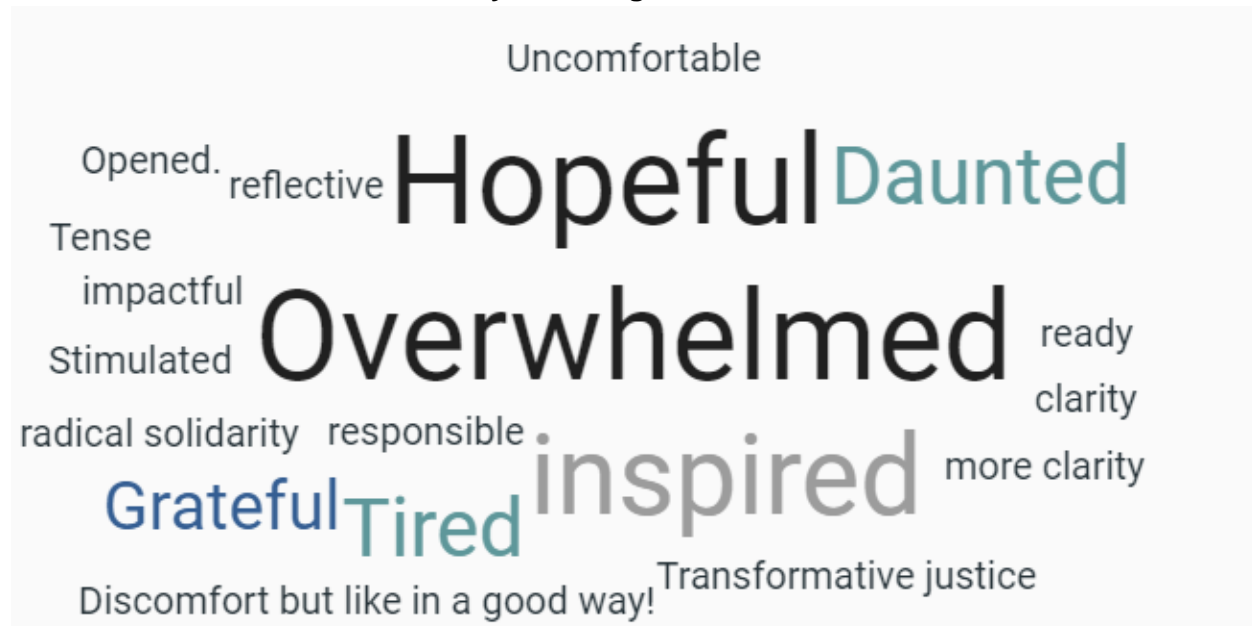 Uncomfortable
Opened.
reflective
Hopeful
Daunted
Tense
impactful
Overwhelmed
Stimulated
ready
clarity
radical solidarity
responsible
inspired
more clarity
Grateful
Tired
Discomfort but like in a good way!
Transformative justice